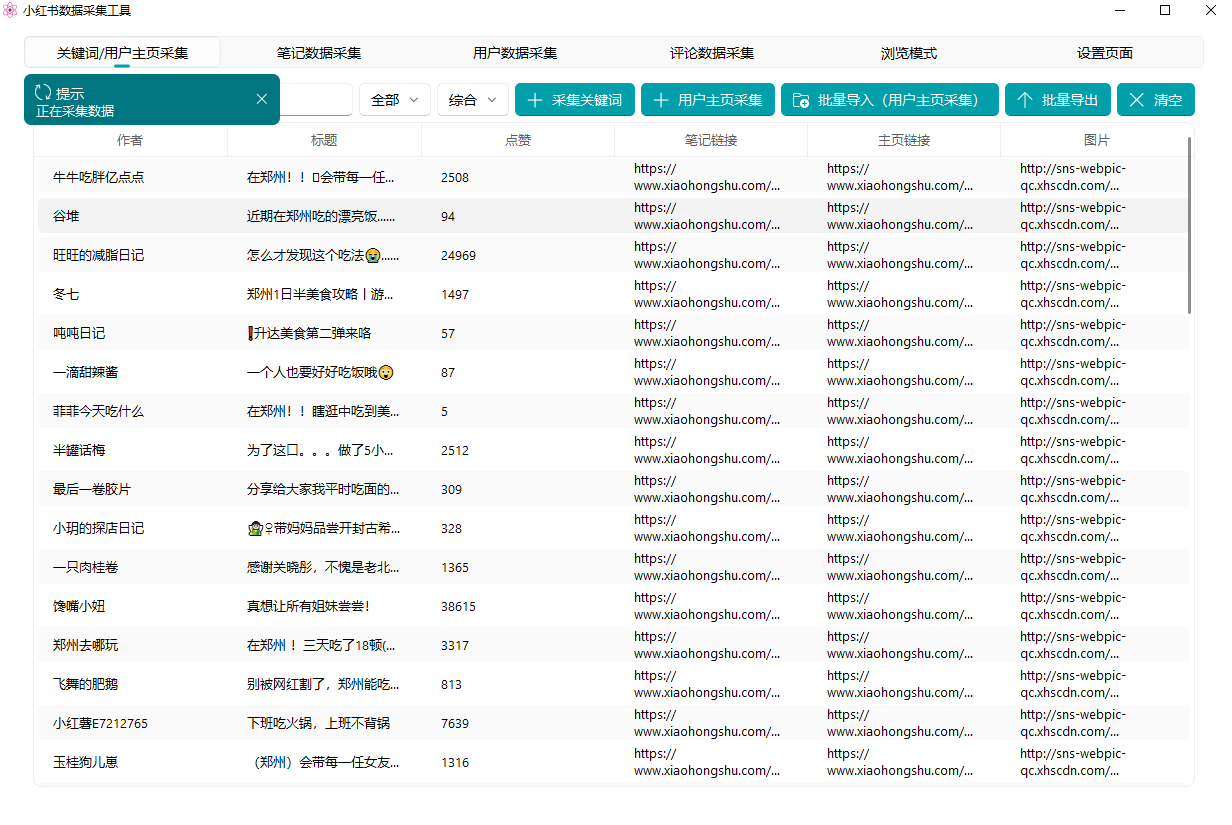 小红书数据采集工具
关键词/用户主页采集 笔记数据采集 用户数据采集 评论数据采集 浏览模式 设置页面
提示
正在采集数据
全部 综合 采集关键词 用户主页采集 批量导入（用户主页采集） 批量导出 清空
作者 标题 点赞 笔记链接 主页链接 图片
牛牛吃胖亿点点 在郑州！！会带每一任... 2508 https://www.xiaohongshu.com/... https://www.xiaohongshu.com/... http://sns-webpic-qc.xhscdn.com/...
谷堆 近期在郑州吃的漂亮饭...... 94 https://www.xiaohongshu.com/... https://www.xiaohongshu.com/... http://sns-webpic-qc.xhscdn.com/...
旺旺的减脂日记 怎么才发现这个吃法😭...... 24969 https://www.xiaohongshu.com/... https://www.xiaohongshu.com/... http://sns-webpic-qc.xhscdn.com/...
冬七 郑州1日半美食攻略丨游... 1497 https://www.xiaohongshu.com/... https://www.xiaohongshu.com/... http://sns-webpic-qc.xhscdn.com/...
吨吨日记 ❗升达美食第二弹来咯 57 https://www.xiaohongshu.com/... https://www.xiaohongshu.com/... http://sns-webpic-qc.xhscdn.com/...
一滴甜辣酱 一个人也要好好吃饭哦😮 87 https://www.xiaohongshu.com/... https://www.xiaohongshu.com/... http://sns-webpic-qc.xhscdn.com/...
菲菲今天吃什么 在郑州！！瞎逛中吃到美... 5 https://www.xiaohongshu.com/... https://www.xiaohongshu.com/... http://sns-webpic-qc.xhscdn.com/...
半罐话梅 为了这口。。。做了5小... 2512 https://www.xiaohongshu.com/... https://www.xiaohongshu.com/... http://sns-webpic-qc.xhscdn.com/...
最后一卷胶片 分享给大家我平时吃面的... 309 https://www.xiaohongshu.com/... https://www.xiaohongshu.com/... http://sns-webpic-qc.xhscdn.com/...
小玥的探店日记 🙋♀带妈妈品尝开封古希... 328 https://www.xiaohongshu.com/... https://www.xiaohongshu.com/... http://sns-webpic-qc.xhscdn.com/...
一只肉桂卷 感谢关晓彤，不愧是老北... 1365 https://www.xiaohongshu.com/... https://www.xiaohongshu.com/... http://sns-webpic-qc.xhscdn.com/...
馋嘴小妞 真想让所有姐妹尝尝！ 38615 https://www.xiaohongshu.com/... https://www.xiaohongshu.com/... http://sns-webpic-qc.xhscdn.com/...
郑州去哪玩 在郑州 ！三天吃了18顿(... 3317 https://www.xiaohongshu.com/... https://www.xiaohongshu.com/... http://sns-webpic-qc.xhscdn.com/...
飞舞的肥鹅 别被网红割了，郑州能吃... 813 https://www.xiaohongshu.com/... https://www.xiaohongshu.com/... http://sns-webpic-qc.xhscdn.com/...
小红薯E7212765 下班吃火锅，上班不背锅 7639 https://www.xiaohongshu.com/... https://www.xiaohongshu.com/... http://sns-webpic-qc.xhscdn.com/...
玉桂狗儿崽 （郑州）会带每一任女友... 1316 https://www.xiaohongshu.com/... https://www.xiaohongshu.com/... http://sns-webpic-qc.xhscdn.com/...